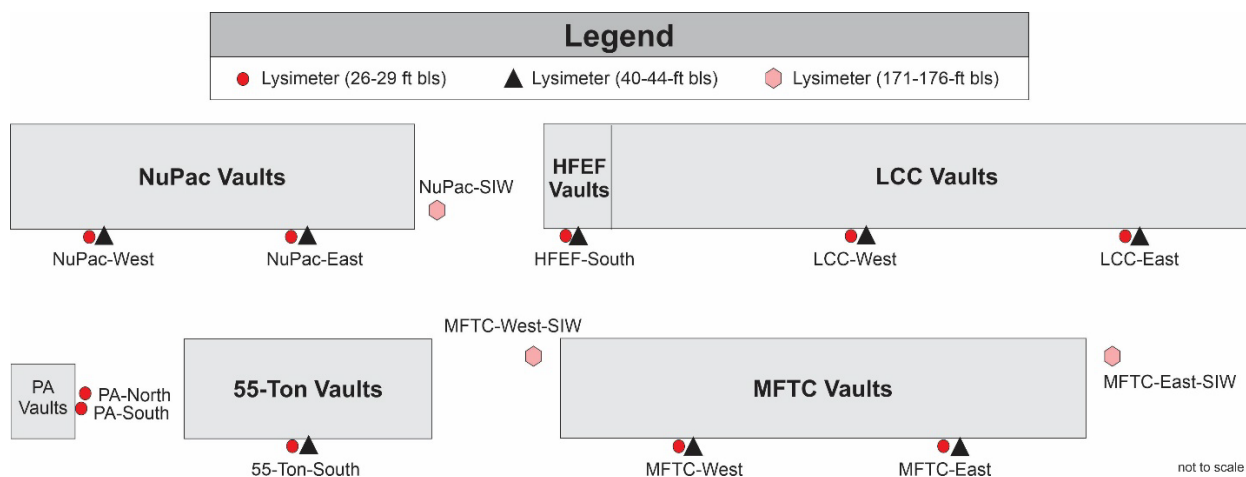 Legend
Lysimeter (26-29 ft bls) Lysimeter (40-44-ft bls) Lysimeter (171-176-ft bls)
NuPac Vaults
NuPac-SIW
HFEF
Vaults
LCC Vaults
NuPac-West
NuPac-East
HFEF-South
LCC-West
LCC-East
MFTC-West-SIW
PA
Vaults
PA-North
PA-South
55-Ton Vaults
MFTC Vaults
MFTC-East-SIW
55-Ton-South
MFTC-West
MFTC-East
not to scale